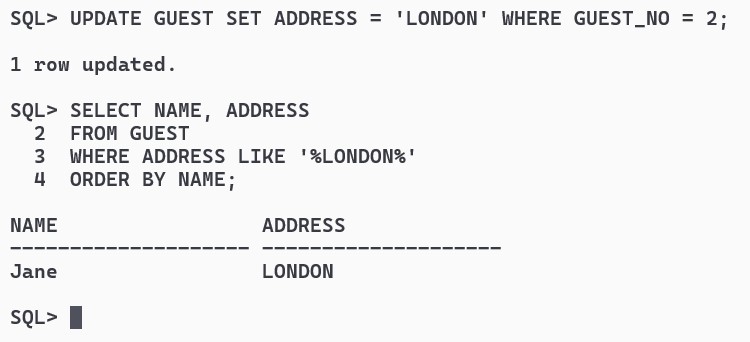 SQL> UPDATE GUEST SET ADDRESS = 'LONDON' WHERE GUEST_NO = 2;
1 row updated.
SQL> SELECT NAME, ADDRESS
  2  FROM GUEST
  3  WHERE ADDRESS LIKE '%LONDON%'
  4  ORDER BY NAME;
NAME                 ADDRESS
-------------------- --------------------
Jane                 LONDON
SQL>